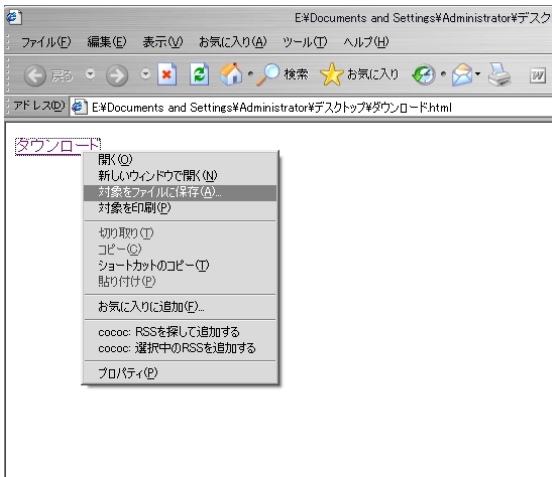 E:¥Documents and Settings¥Administrator¥デスク
ファイル(F) 編集(E) 表示(V) お気に入り(A) ツール(T) ヘルプ(H)
戻る 検索 お気に入り
アドレス(D) E:¥Documents and Settings¥Administrator¥デスクトップ¥ダウンロード.html
ダウンロード
開く(O)
新しいウィンドウで開く(N)
対象をファイルに保存(A)...
対象を印刷(P)
切り取り(T)
コピー(C)
ショートカットのコピー(T)
貼り付け(P)
お気に入りに追加(F)...
cococ: RSSを探して追加する
cococ: 選択中のRSSを追加する
プロパティ(P)